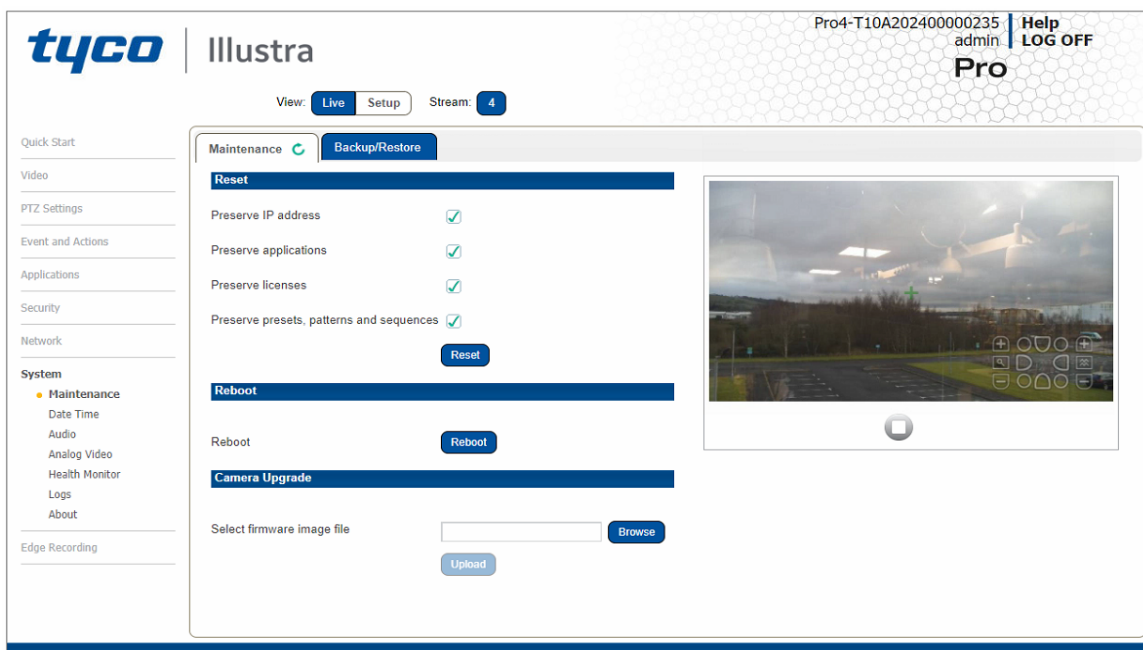 tyco
Illustra
Pro4-T10A202400000235
admin
Help
LOG OFF
Pro
View: Live Setup Stream: 4
Quick Start
Video
PTZ Settings
Event and Actions
Applications
Security
Network
System
Maintenance
Date Time
Audio
Analog Video
Health Monitor
Logs
About
Edge Recording
Maintenance
Backup/Restore
Reset
Preserve IP address
Preserve applications
Preserve licenses
Preserve presets, patterns and sequences
Reset
Reboot
Reboot Reboot
Camera Upgrade
Select firmware image file Browse
Upload